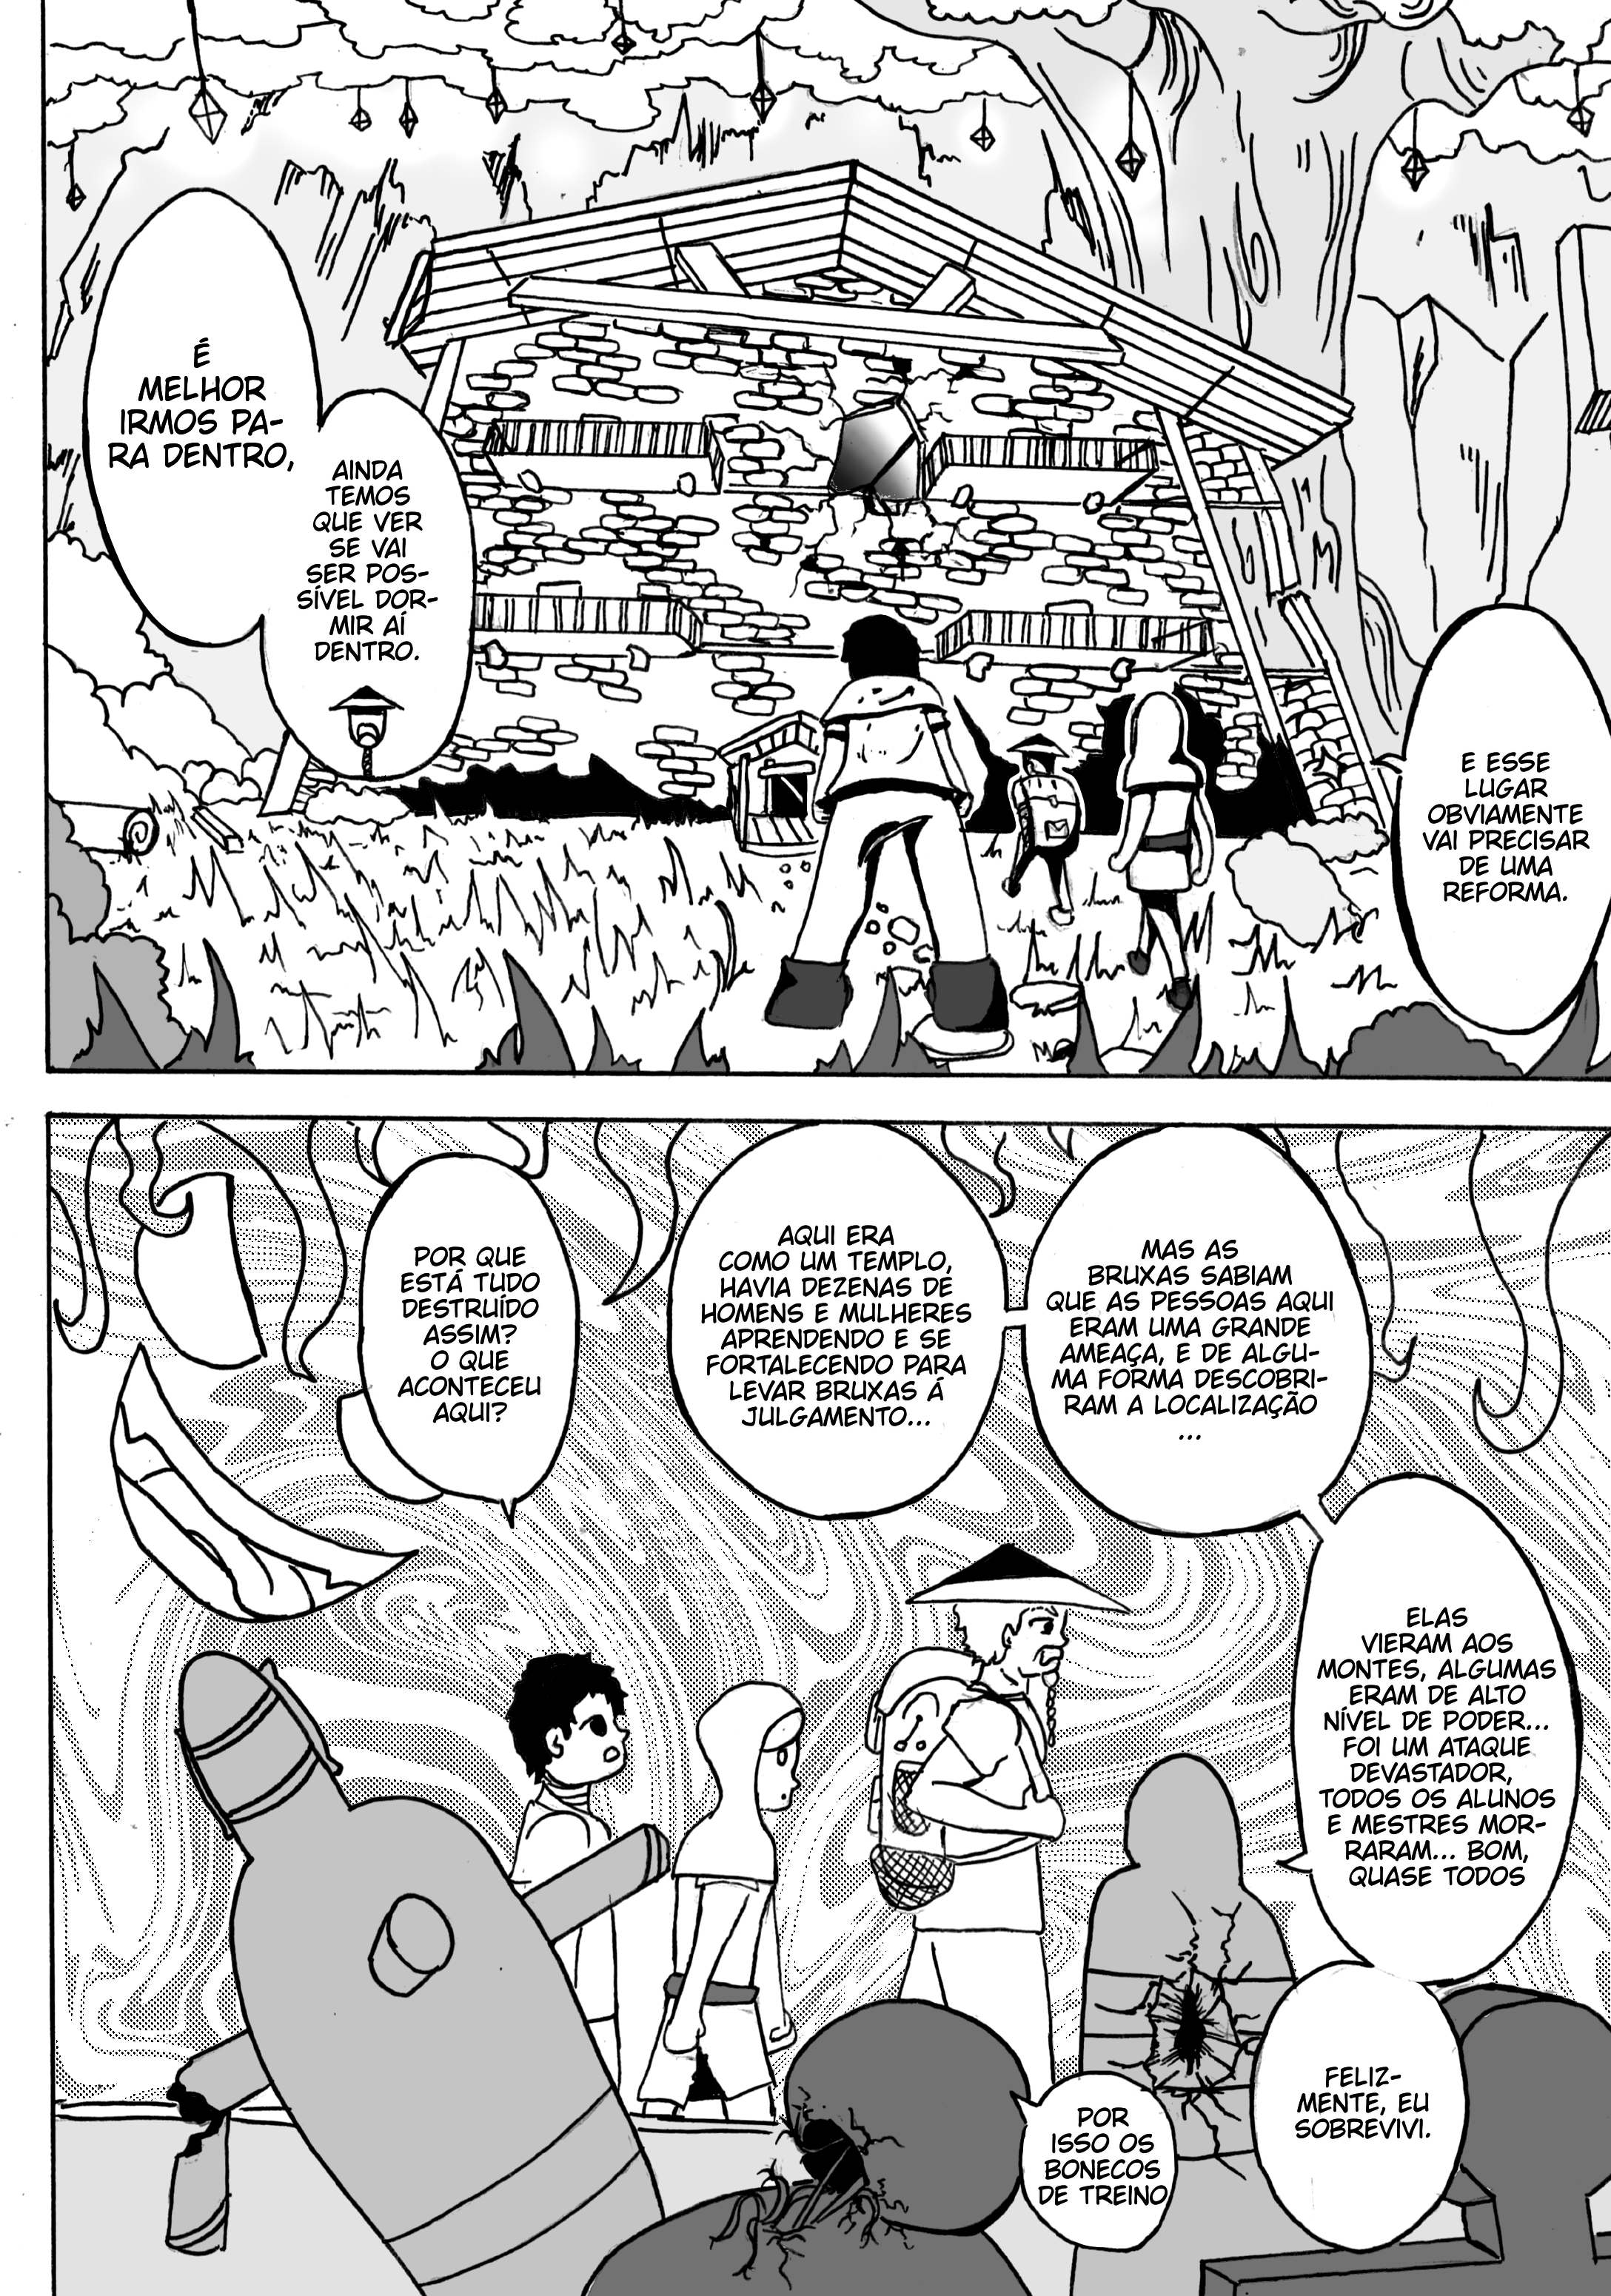 É
MELHOR
IRMOS PA-
RA DENTRO,
AINDA
TEMOS
QUE VER
SE VAI
SER POS-
SÍVEL DOR-
MIR AÍ
DENTRO.
E ESSE
LUGAR
OBVIAMENTE
VAI PRECISAR
DE UMA
REFORMA.
POR QUE
ESTÁ TUDO
DESTRUÍDO
ASSIM?
O QUE
ACONTECEU
AQUI?
AQUI ERA
COMO UM TEMPLO,
HAVIA DEZENAS DE
HOMENS E MULHERES
APRENDENDO E SE
FORTALECENDO PARA
LEVAR BRUXAS Á
JULGAMENTO...
MAS AS
BRUXAS SABIAM
QUE AS PESSOAS AQUI
ERAM UMA GRANDE
AMEAÇA, E DE ALGU-
MA FORMA DESCOBRI-
RAM A LOCALIZAÇÃO
...
ELAS
VIERAM AOS
MONTES, ALGUMAS
ERAM DE ALTO
NÍVEL DE PODER...
FOI UM ATAQUE
DEVASTADOR,
TODOS OS ALUNOS
E MESTRES MOR-
RARAM... BOM,
QUASE TODOS
FELIZ-
MENTE, EU
SOBREVIVI.
POR
ISSO OS
BONECOS
DE TREINO